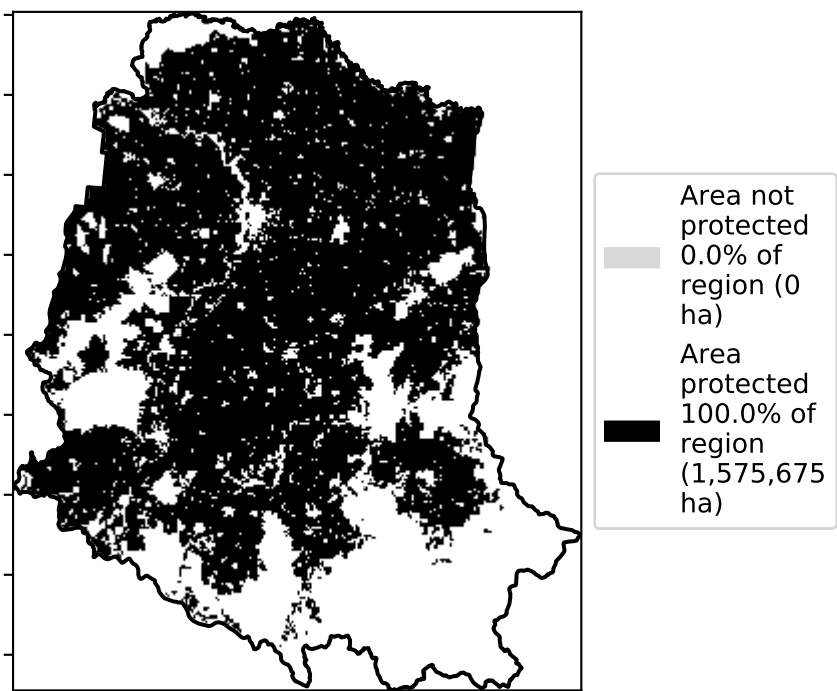 Area not
protected
0.0% of
region (0
ha)
Area
protected
100.0% of
region
(1,575,675
ha)